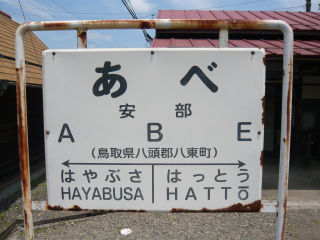 あべ
安部
A B E
(鳥取県八頭郡八東町)
はやぶさ はっとう
HAYABUSA HATTŌ